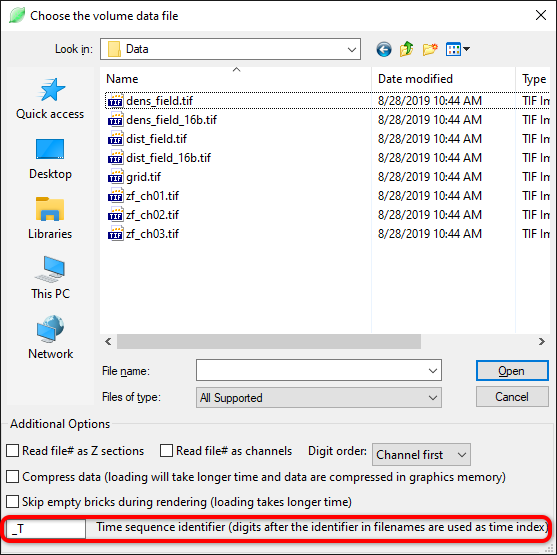 Choose the volume data file
Look in: Data
Name Date modified Type
dens_field.tif 8/28/2019 10:44 AM TIF Im
dens_field_16b.tif 8/28/2019 10:44 AM TIF Im
dist_field.tif 8/28/2019 10:44 AM TIF Im
dist_field_16b.tif 8/28/2019 10:44 AM TIF Im
grid.tif 8/28/2019 10:44 AM TIF Im
zf_ch01.tif 8/28/2019 10:44 AM TIF Im
zf_ch02.tif 8/28/2019 10:44 AM TIF Im
zf_ch03.tif 8/28/2019 10:44 AM TIF Im
Quick access
Desktop
Libraries
This PC
Network
File name: Open
Files of type: All Supported Cancel
Additional Options
Read file# as Z sections Read file# as channels Digit order: Channel first
Compress data (loading will take longer time and data are compressed in graphics memory)
Skip empty bricks during rendering (loading takes longer time)
_T Time sequence identifier (digits after the identifier in filenames are used as time index)